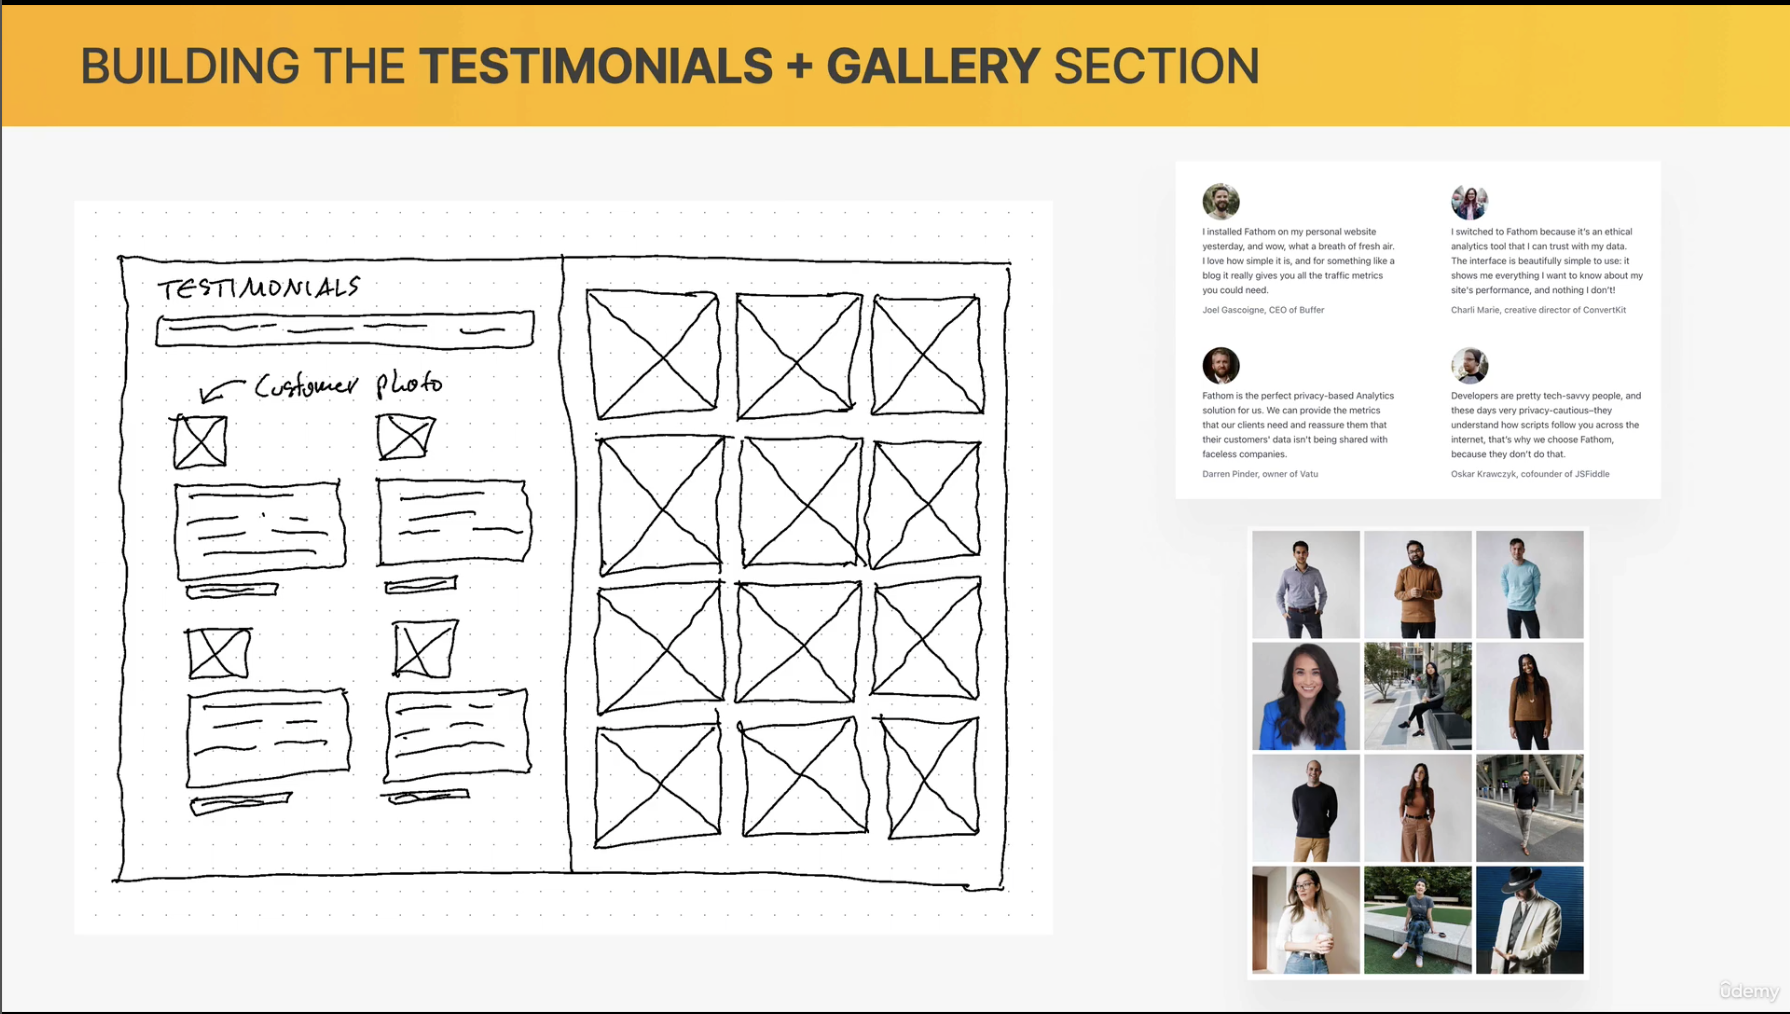 BUILDING THE TESTIMONIALS + GALLERY SECTION
TESTIMONIALS
Customer photo
I installed Fathom on my personal website
yesterday, and wow, what a breath of fresh air.
I love how simple it is, and for something like a
blog it really gives you all the traffic metrics
you could need.
Joel Gascoigne, CEO of Buffer
I switched to Fathom because it's an ethical
analytics tool that I can trust with my data.
The interface is beautifully simple to use: it
shows me everything I want to know about my
site's performance, and nothing I don't!
Charli Marie, creative director of ConvertKit
Fathom is the perfect privacy-based Analytics
solution for us. We can provide the metrics
that our clients need and reassure them that
their customers' data isn't being shared with
faceless companies.
Darren Pinder, owner of Vatu
Developers are pretty tech-savvy people, and
these days very privacy-cautious–they
understand how scripts follow you across the
internet, that's why we choose Fathom,
because they don't do that.
Oskar Krawczyk, cofounder of JSFiddle
ûdemy